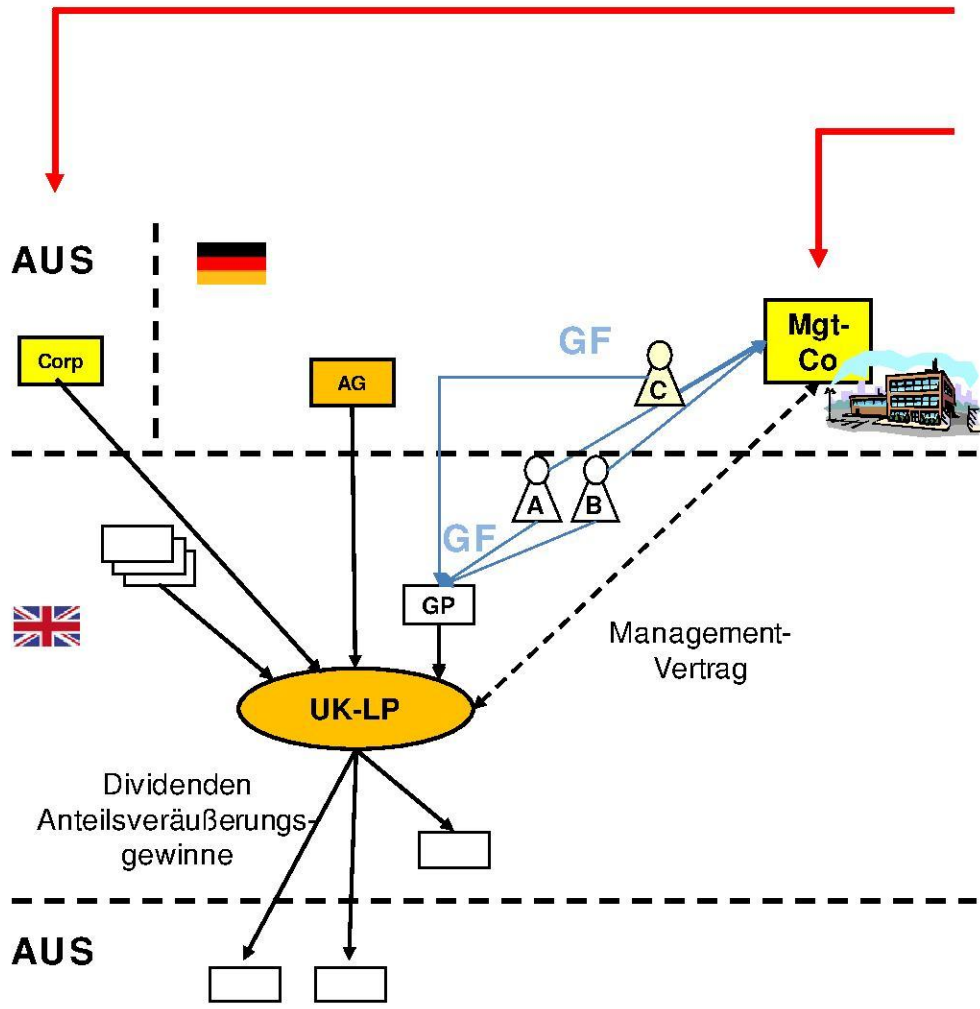 AUS
Mgt-
Co
GF
Corp
AG
C
A
B
GF
GP
Management-
Vertrag
UK-LP
Dividenden
Anteilsveräußerungs-
gewinne
AUS